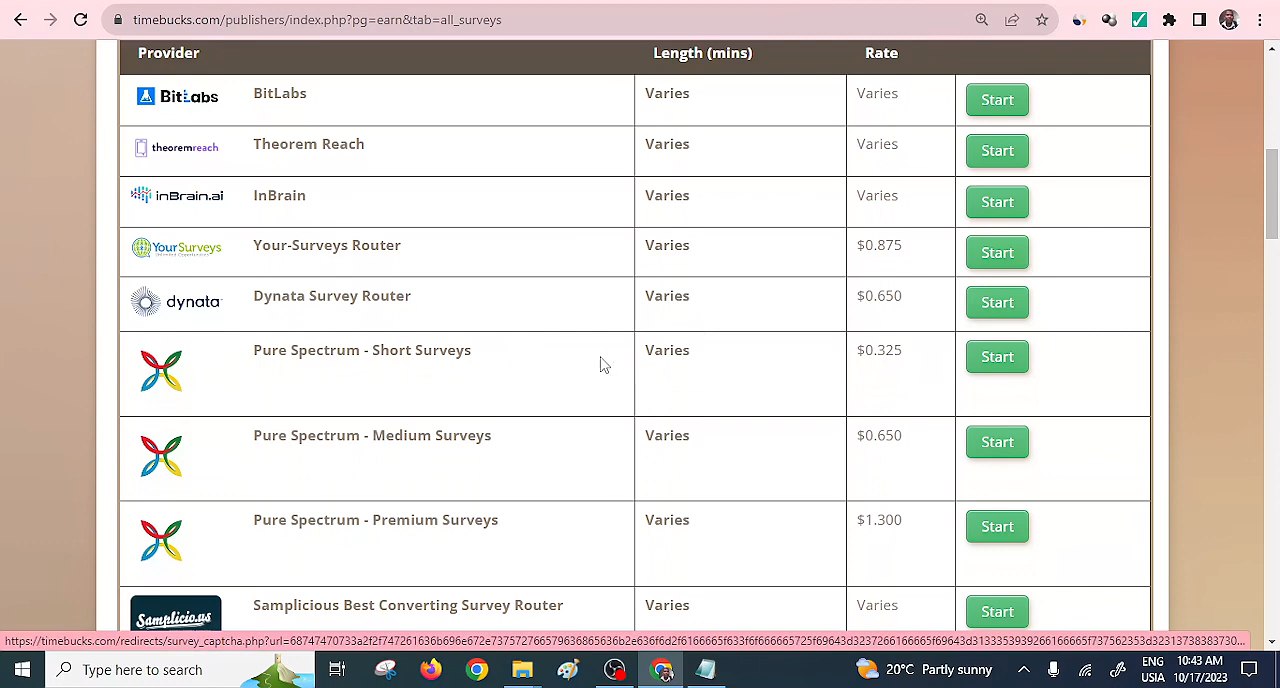 timebucks.com/publishers/index.php?pg=earn&tab=all_surveys
Provider Length (mins) Rate
BitLabs BitLabs Varies Varies Start
theoremreach Theorem Reach Varies Varies Start
inBrain.ai InBrain Varies Varies Start
YourSurveys Your-Surveys Router Varies $0.875 Start
dynata Dynata Survey Router Varies $0.650 Start
Pure Spectrum - Short Surveys Varies $0.325 Start
Pure Spectrum - Medium Surveys Varies $0.650 Start
Pure Spectrum - Premium Surveys Varies $1.300 Start
Samplicio.us Samplicious Best Converting Survey Router Varies Varies Start
Type here to search
20°C Partly sunny
ENG
USIA
10:43 AM
10/17/2023